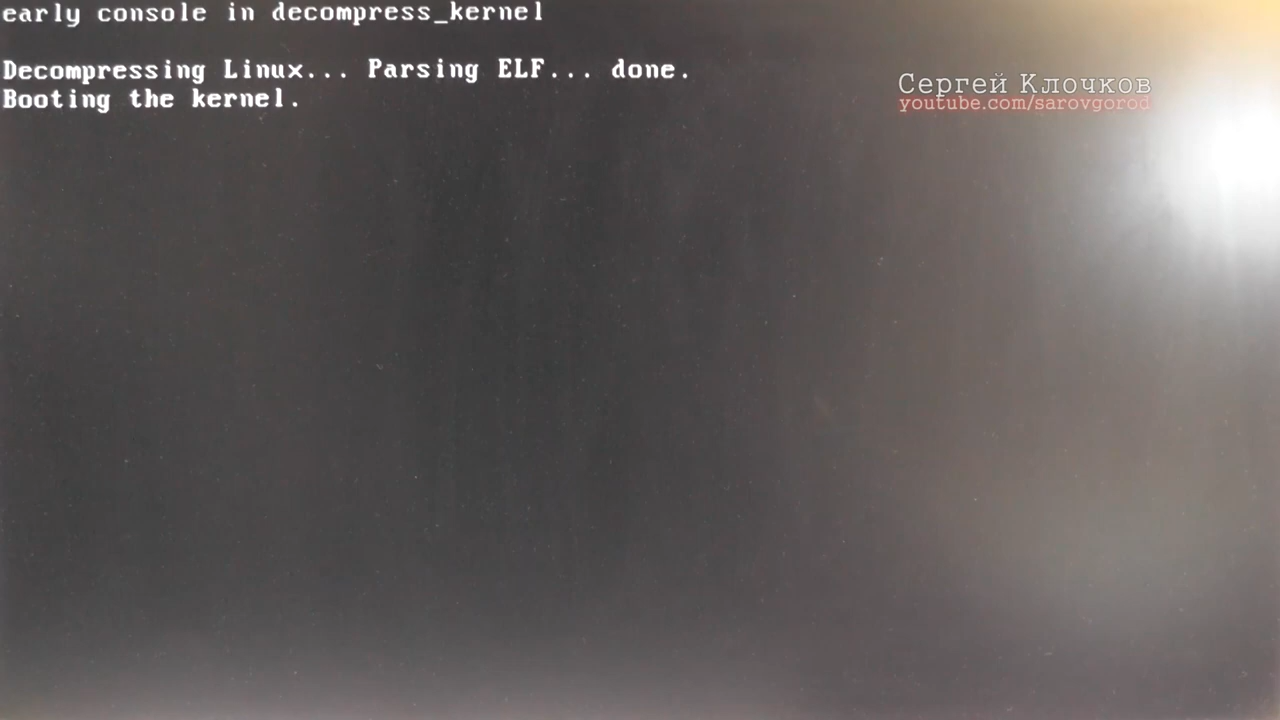 early console in decompress_kernel
Decompressing Linux... Parsing ELF... done.
Booting the kernel.
Сергей Клочков
youtube.com/sarovgorod